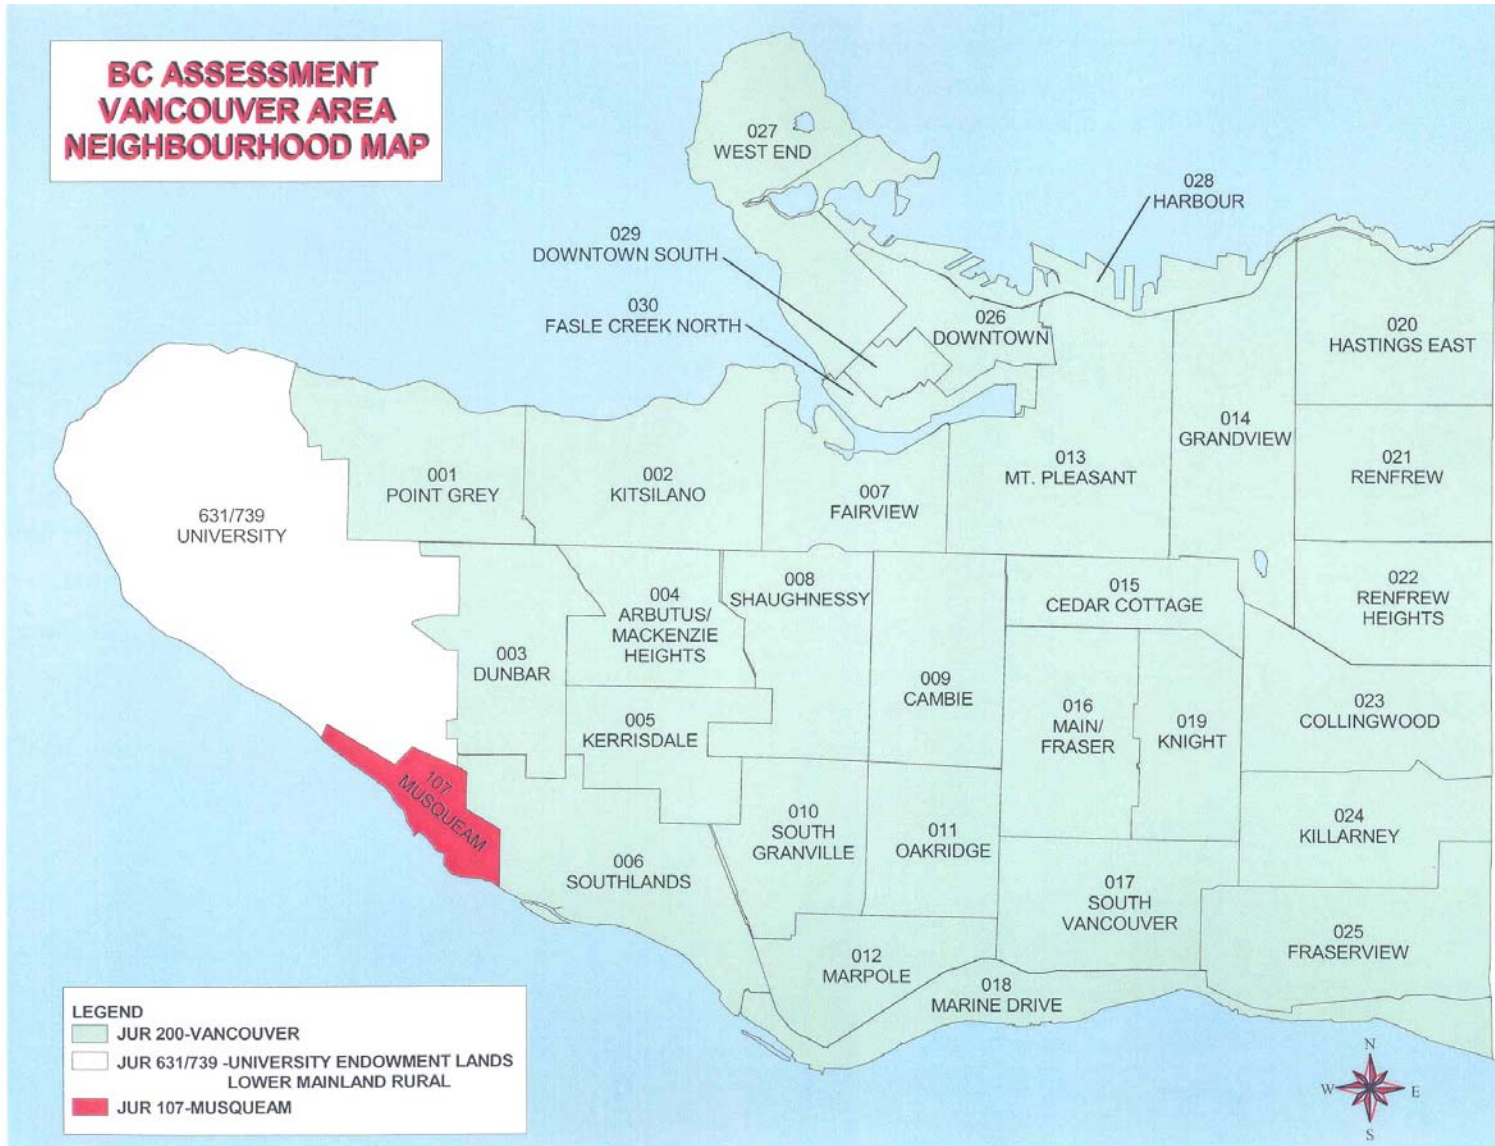 BC ASSESSMENT
VANCOUVER AREA
NEIGHBOURHOOD MAP
027
WEST END
028
HARBOUR
029
DOWNTOWN SOUTH
030
FASLE CREEK NORTH
026
DOWNTOWN
020
HASTINGS EAST
014
GRANDVIEW
021
RENFREW
013
MT. PLEASANT
001
POINT GREY
002
KITSILANO
007
FAIRVIEW
631/739
UNIVERSITY
008
SHAUGHNESSY
015
CEDAR COTTAGE
022
RENFREW
HEIGHTS
004
ARBUTUS/
MACKENZIE
HEIGHTS
003
DUNBAR
009
CAMBIE
016
MAIN/
FRASER
019
KNIGHT
023
COLLINGWOOD
005
KERRISDALE
107
MUSQUEAM
010
SOUTH
GRANVILLE
011
OAKRIDGE
024
KILLARNEY
006
SOUTHLANDS
017
SOUTH
VANCOUVER
025
FRASERVIEW
012
MARPOLE
018
MARINE DRIVE
LEGEND
JUR 200-VANCOUVER
JUR 631/739 -UNIVERSITY ENDOWMENT LANDS
LOWER MAINLAND RURAL
JUR 107-MUSQUEAM
N
W
E
S